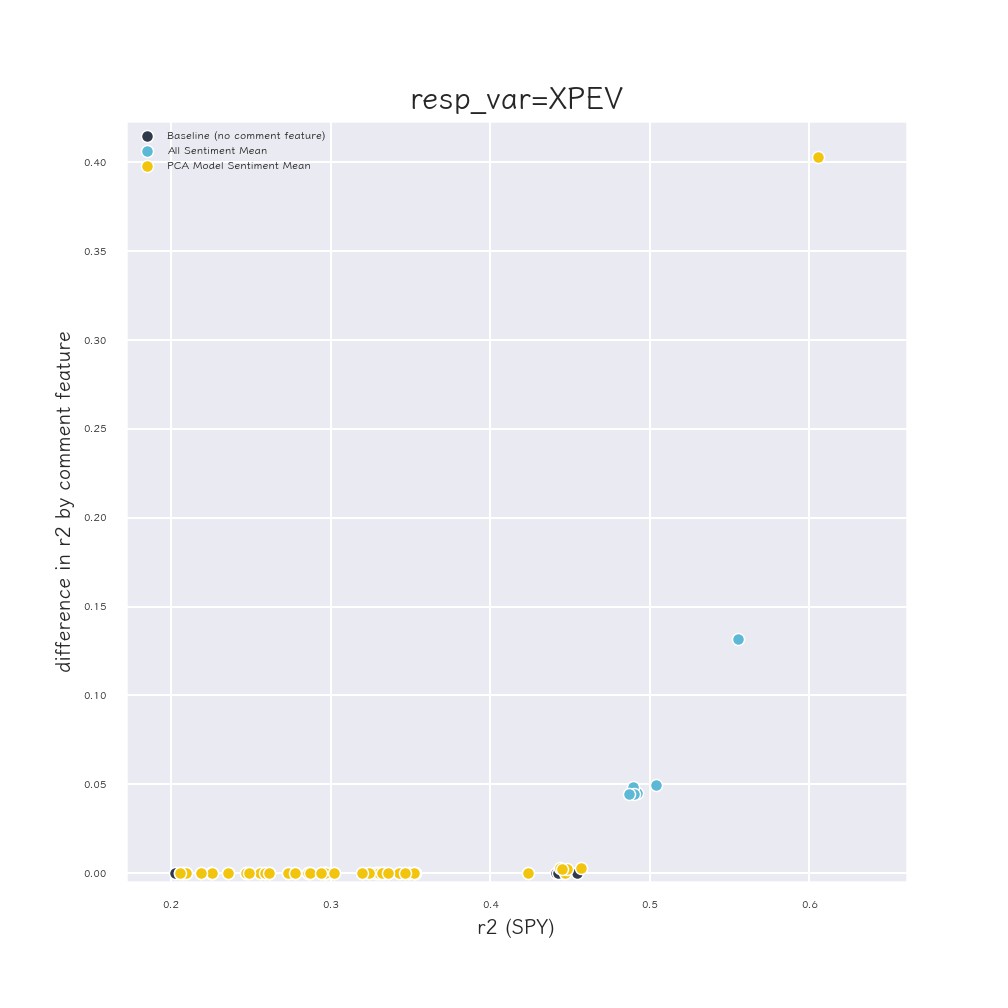 resp_var=XPEV
Baseline (no comment feature)
All Sentiment Mean
PCA Model Sentiment Mean
0.40
0.35
0.30
0.25
0.20
0.15
0.10
0.05
0.00
difference in r2 by comment feature
0.2 0.3 0.4 0.5 0.6
r2 (SPY)